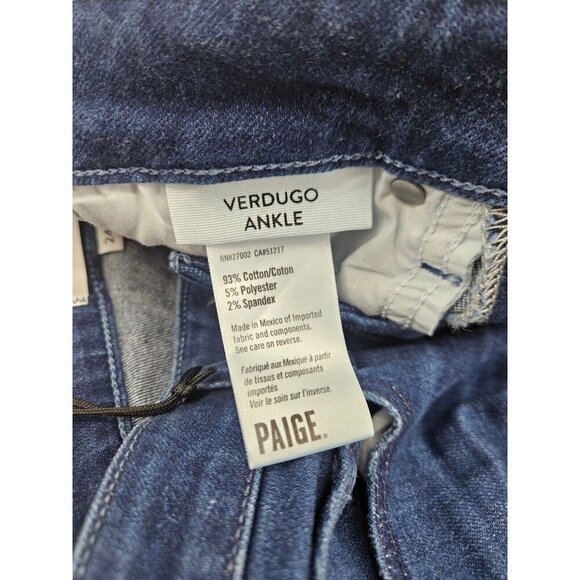 VERDUGO
ANKLE
RN#27002 CA#51217
93% Cotton/Coton
5% Polyester
2% Spandex
Made in Mexico of Imported
fabric and components.
See care on reverse.
Fabriqué aux Mexique à partir
de tissus et composants
importés
Voir le soin sur l'inverse.
PAIGE.